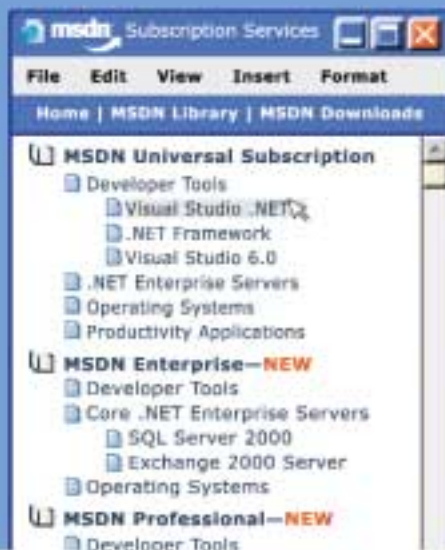 msdn Subscription Services
File Edit View Insert Format
Home | MSDN Library | MSDN Downloads
MSDN Universal Subscription
Developer Tools
Visual Studio .NET
.NET Framework
Visual Studio 6.0
.NET Enterprise Servers
Operating Systems
Productivity Applications
MSDN Enterprise—NEW
Developer Tools
Core .NET Enterprise Servers
SQL Server 2000
Exchange 2000 Server
Operating Systems
MSDN Professional—NEW
Developer Tools